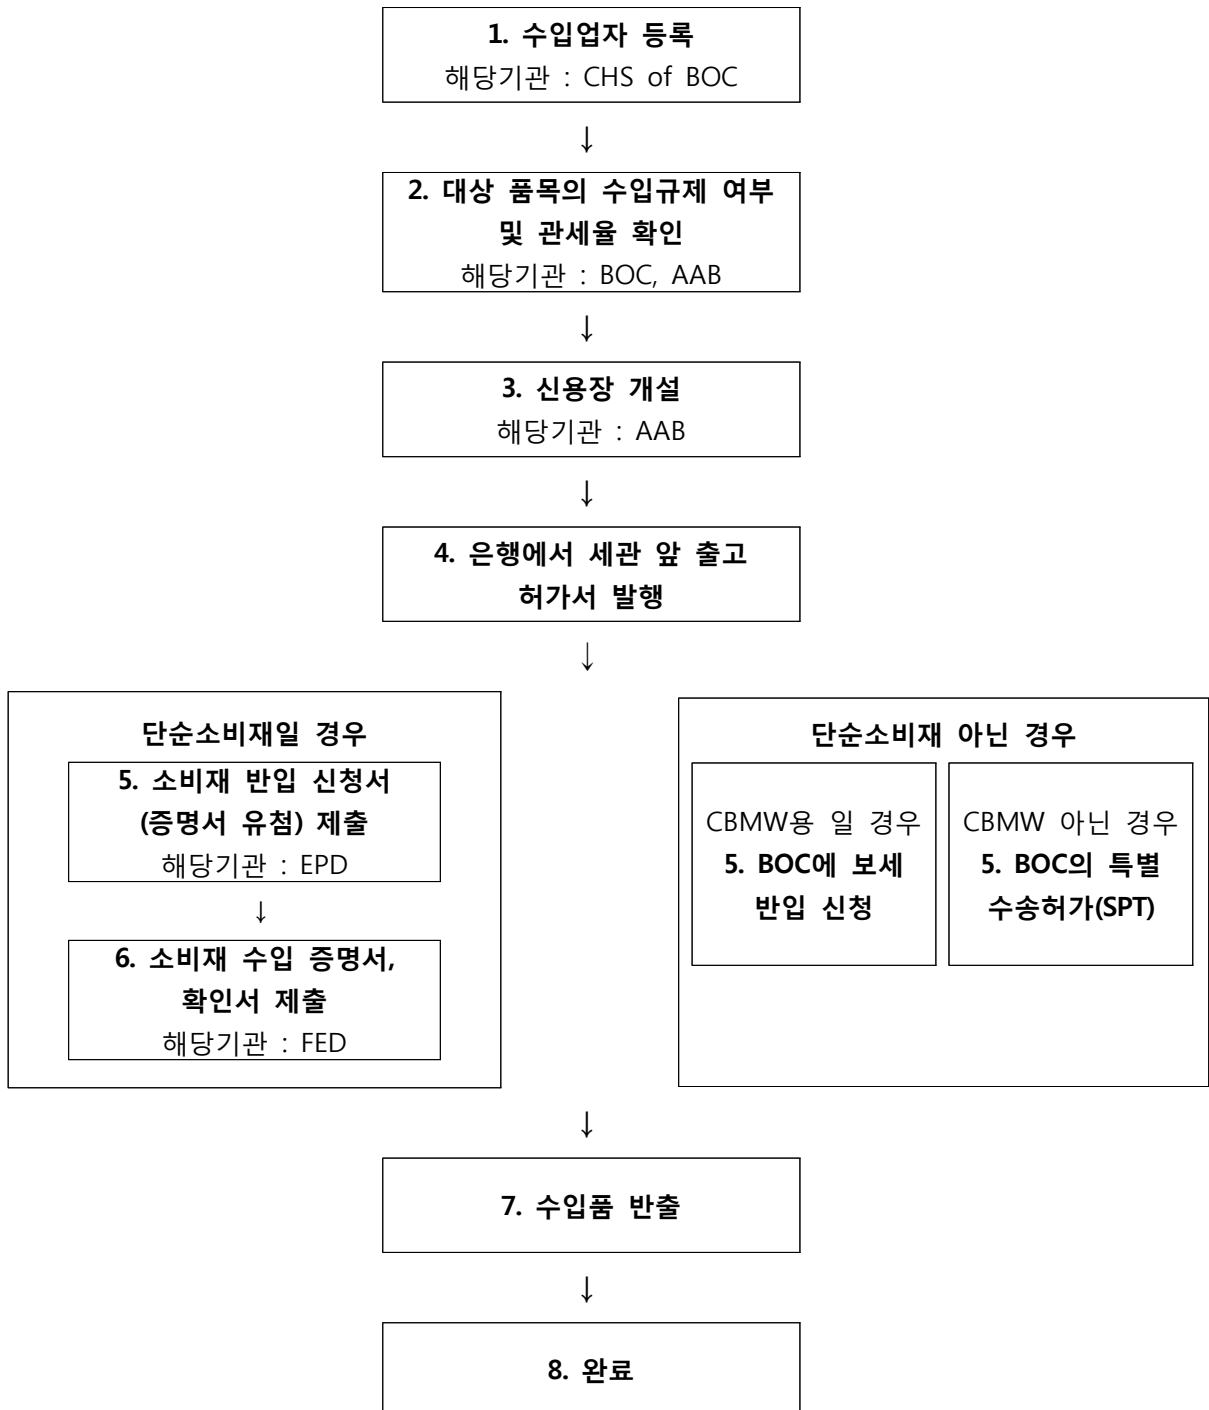 1. 수입업자 등록
해당기관 : CHS of BOC
↓
2. 대상 품목의 수입규제 여부
및 관세율 확인
해당기관 : BOC, AAB
↓
3. 신용장 개설
해당기관 : AAB
↓
4. 은행에서 세관 앞 출고
허가서 발행
↓
단순소비재일 경우
5. 소비재 반입 신청서
(증명서 유첨) 제출
해당기관 : EPD
↓
6. 소비재 수입 증명서,
확인서 제출
해당기관 : FED
단순소비재 아닌 경우
CBMW용 일 경우
5. BOC에 보세
반입 신청
CBMW 아닌 경우
5. BOC의 특별
수송허가(SPT)
↓
7. 수입품 반출
↓
8. 완료